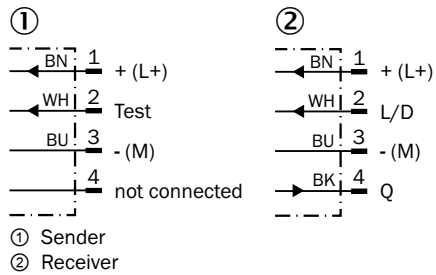 ①
BN 1 + (L+)
WH 2 Test
BU 3 - (M)
4 not connected
②
BN 1 + (L+)
WH 2 L/D
BU 3 - (M)
BK 4 Q
① Sender
② Receiver